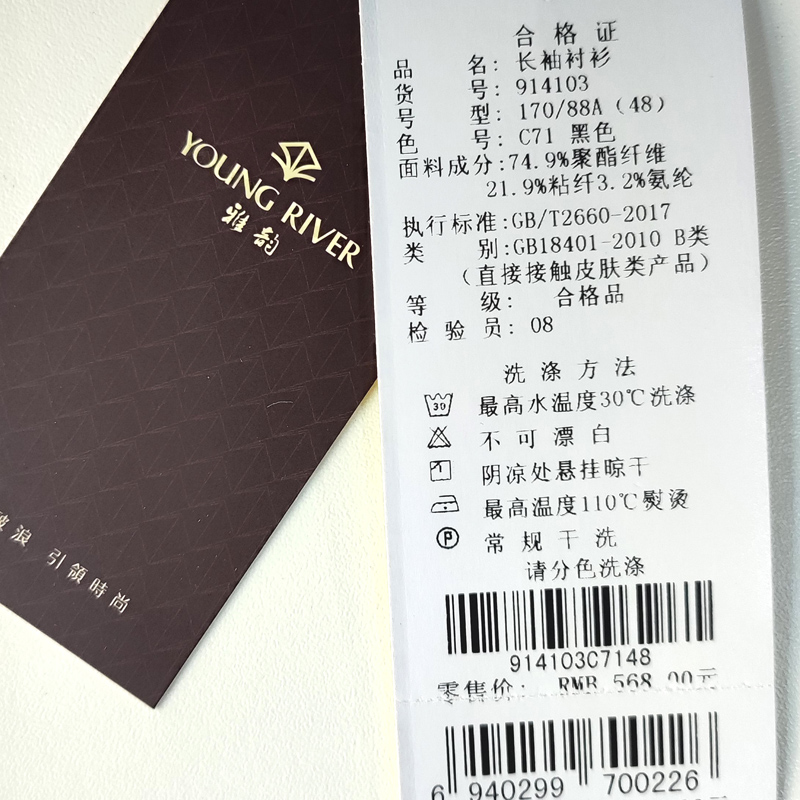 YOUNG RIVER
雅韵
破浪 引領時尚
合格证
品 名: 长袖衬衫
货 号: 914103
号 型: 170/88A(48)
色 号: C71 黑色
面料成分:74.9%聚酯纤维
21.9%粘纤3.2%氨纶
执行标准:GB/T2660-2017
类 别:GB18401-2010 B类
(直接接触皮肤类产品)
等 级: 合格品
检验员: 08
洗涤方法
30
最高水温度30℃洗涤
不可漂白
阴凉处悬挂晾干
最高温度110℃熨烫
P
常规干洗
请分色洗涤
914103C7148
零售价: RMB 568.00元
6 940299 700226